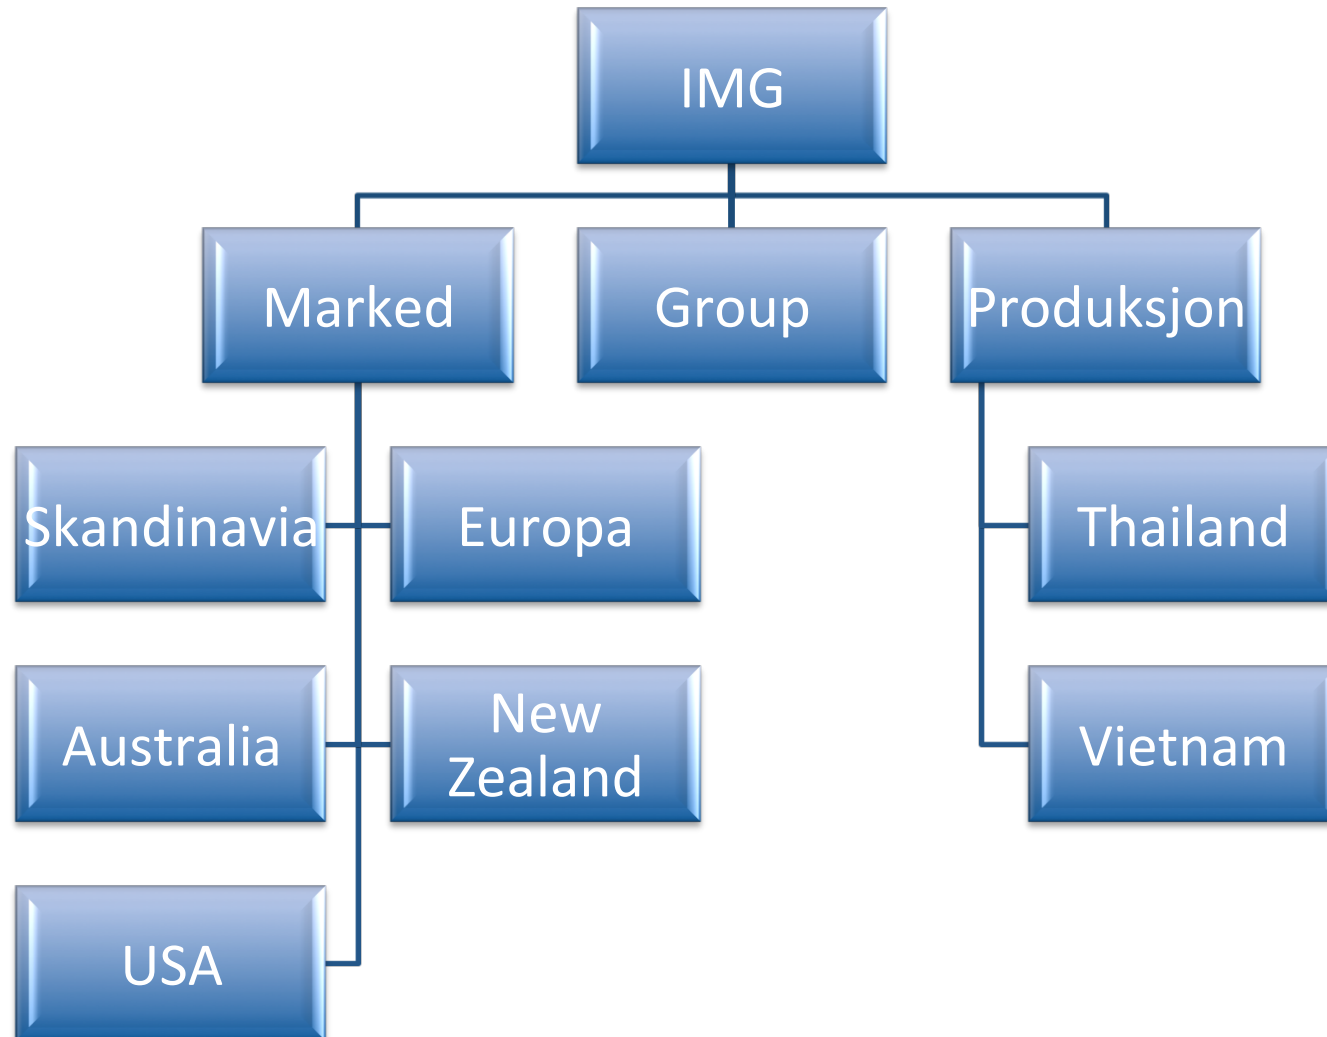 IMG
Marked
Group
Produksjon
Skandinavia
Europa
Thailand
Australia
New
Zealand
Vietnam
USA